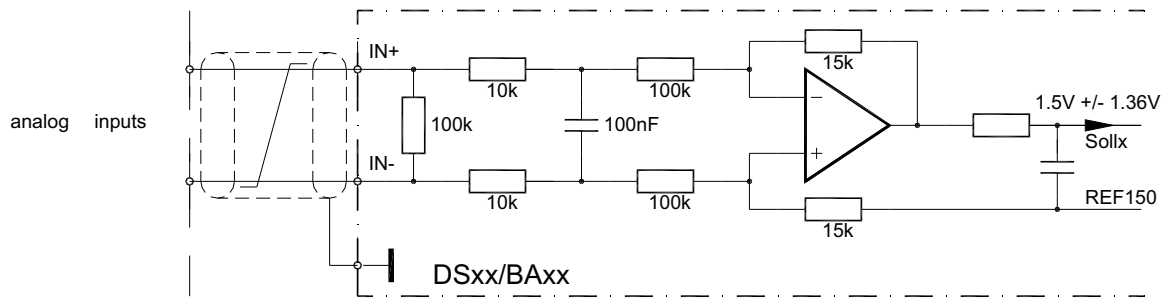 IN+
10k
100k
15k
1.5V +/- 1.36V
analog inputs
100k
100nF
−
+
Sollx
IN-
10k
100k
REF150
15k
DSxx/BAxx